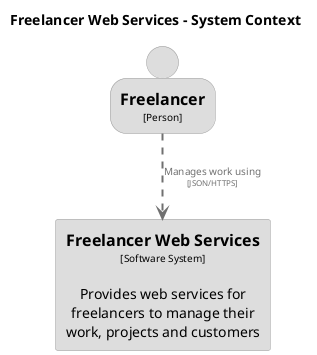 Freelancer Web Services - System Context
Freelancer
[Person]
Manages work using
[JSON/HTTPS]
Freelancer Web Services
[Software System]
Provides web services for
freelancers to manage their
work, projects and customers